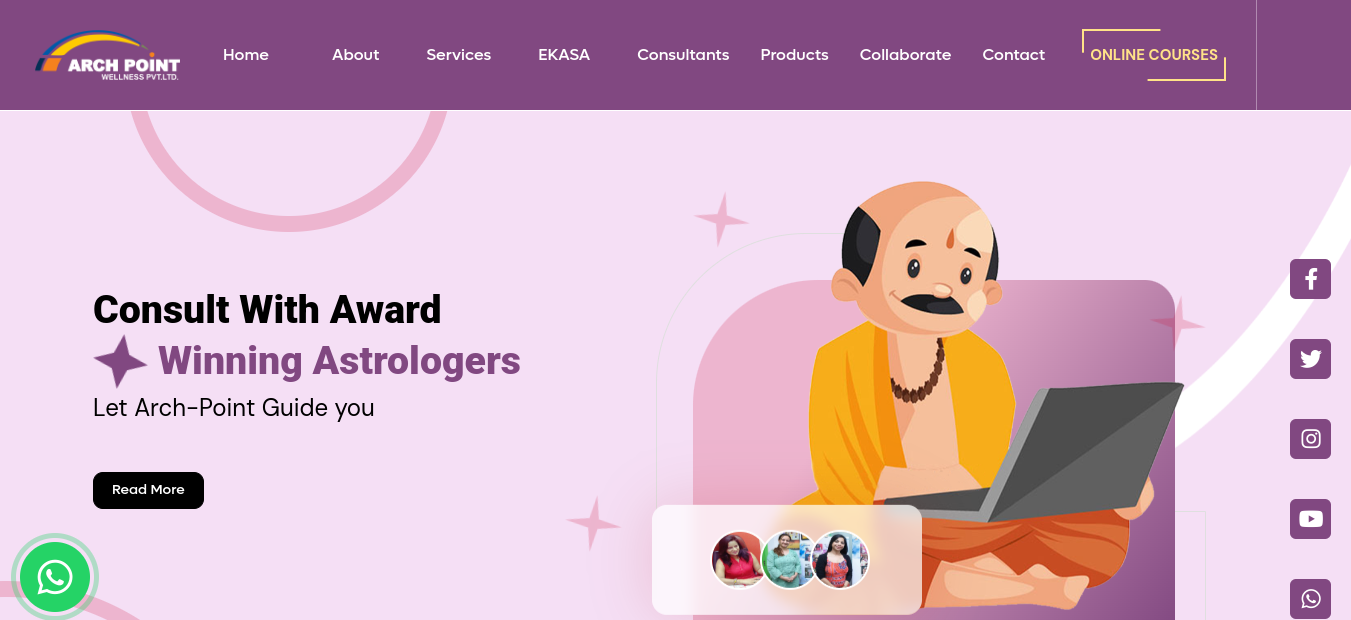 ARCH POINT
WELLNESS PVT.LTD.
Home
About
Services
EKASA
Consultants
Products
Collaborate
Contact
ONLINE COURSES
Consult With Award
Winning Astrologers
Let Arch-Point Guide you
Read More